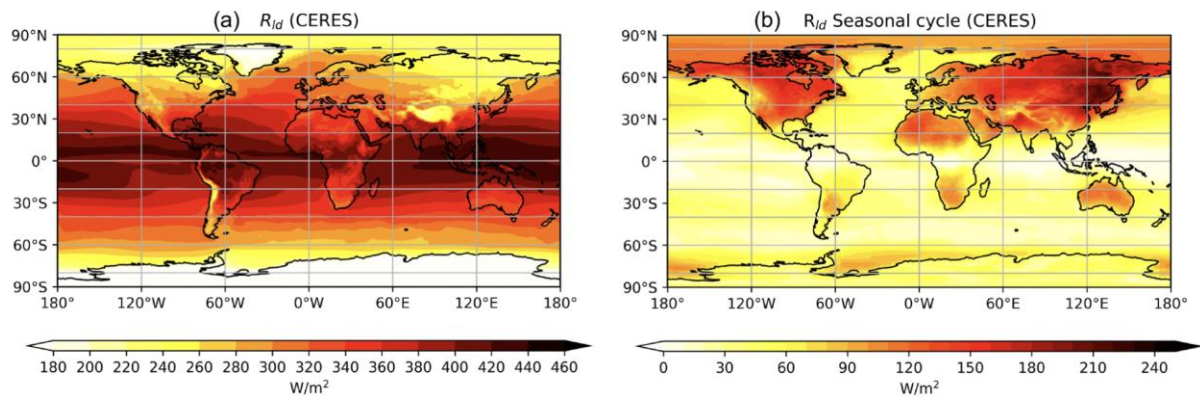 (a) R_ld (CERES)
90°N
60°N
30°N
0°
30°S
60°S
90°S
180° 120°W 60°W 0°W 60°E 120°E 180°
180 200 220 240 260 280 300 320 340 360 380 400 420 440 460
W/m²
(b) R_ld Seasonal cycle (CERES)
90°N
60°N
30°N
0°
30°S
60°S
90°S
180° 120°W 60°W 0°W 60°E 120°E 180°
0 30 60 90 120 150 180 210 240
W/m²